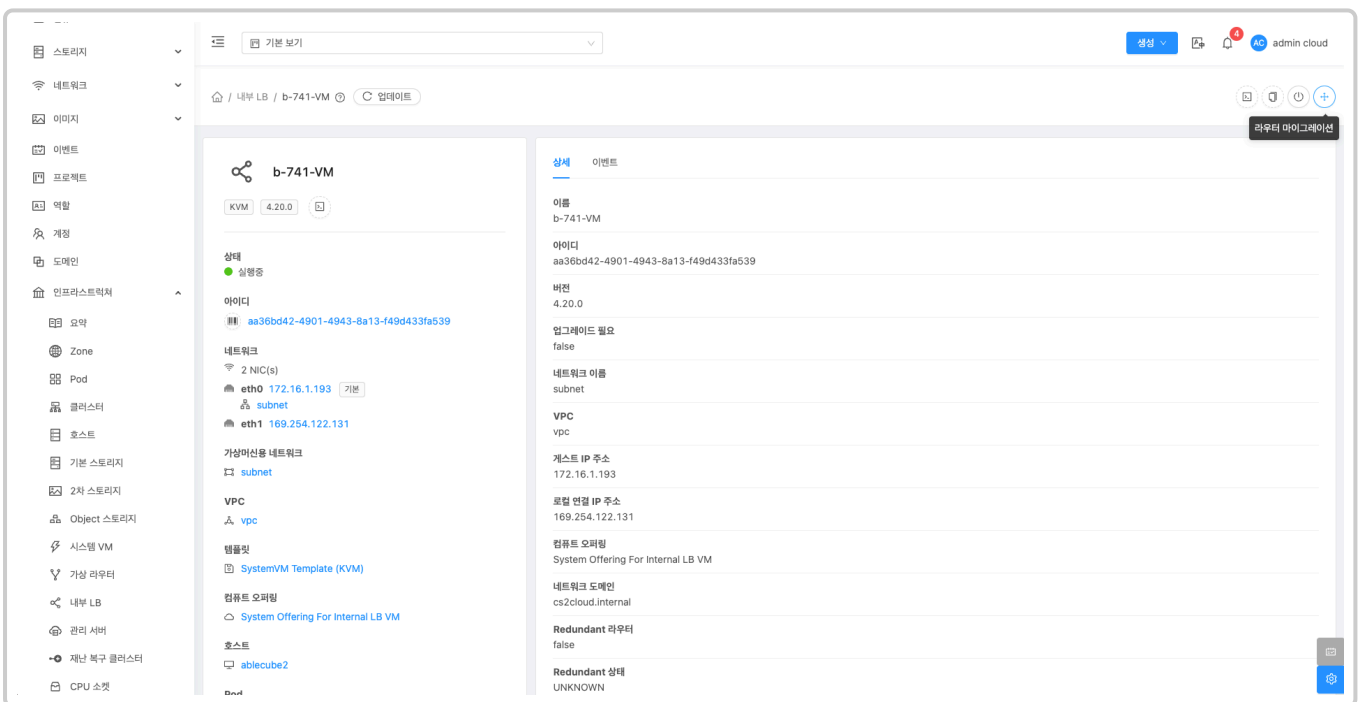 스토리지
네트워크
이미지
이벤트
프로젝트
역할
계정
도메인
인프라스트럭쳐
요약
Zone
Pod
클러스터
호스트
기본 스토리지
2차 스토리지
Object 스토리지
시스템 VM
가상 라우터
내부 LB
관리 서버
재난 복구 클러스터
CPU 소켓
기본 보기
생성
4
AC
admin cloud
/ 내부 LB / b-741-VM 업데이트
라우터 마이그레이션
b-741-VM
KVM 4.20.0
상태
실행중
아이디
aa36bd42-4901-4943-8a13-f49d433fa539
네트워크
2 NIC(s)
eth0 172.16.1.193 기본
subnet
eth1 169.254.122.131
가상머신용 네트워크
subnet
VPC
vpc
템플릿
SystemVM Template (KVM)
컴퓨트 오퍼링
System Offering For Internal LB VM
호스트
ablecube2
Pod
상세 이벤트
이름
b-741-VM
아이디
aa36bd42-4901-4943-8a13-f49d433fa539
버전
4.20.0
업그레이드 필요
false
네트워크 이름
subnet
VPC
vpc
게스트 IP 주소
172.16.1.193
로컬 연결 IP 주소
169.254.122.131
컴퓨트 오퍼링
System Offering For Internal LB VM
네트워크 도메인
cs2cloud.internal
Redundant 라우터
false
Redundant 상태
UNKNOWN